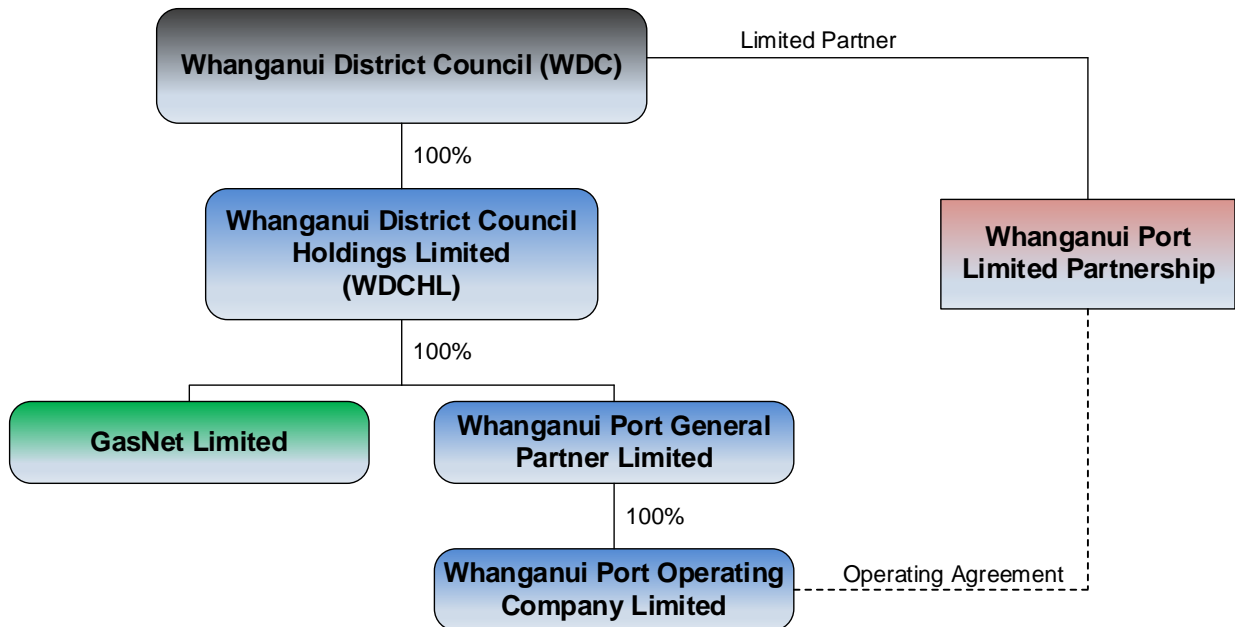 Limited Partner
Whanganui District Council (WDC)
100%
Whanganui District Council
Holdings Limited
(WDCHL)
Whanganui Port
Limited Partnership
100%
GasNet Limited
Whanganui Port General
Partner Limited
100%
Whanganui Port Operating
Company Limited
Operating Agreement